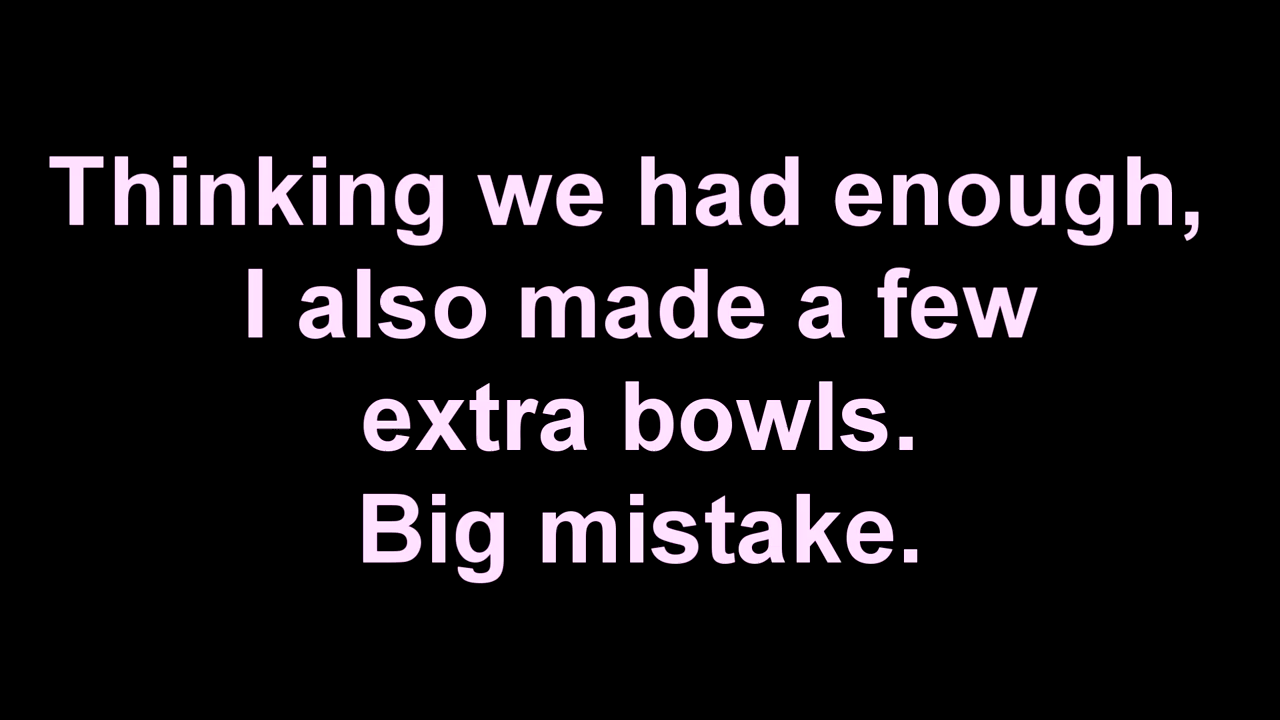 Thinking we had enough,
I also made a few
extra bowls.
Big mistake.